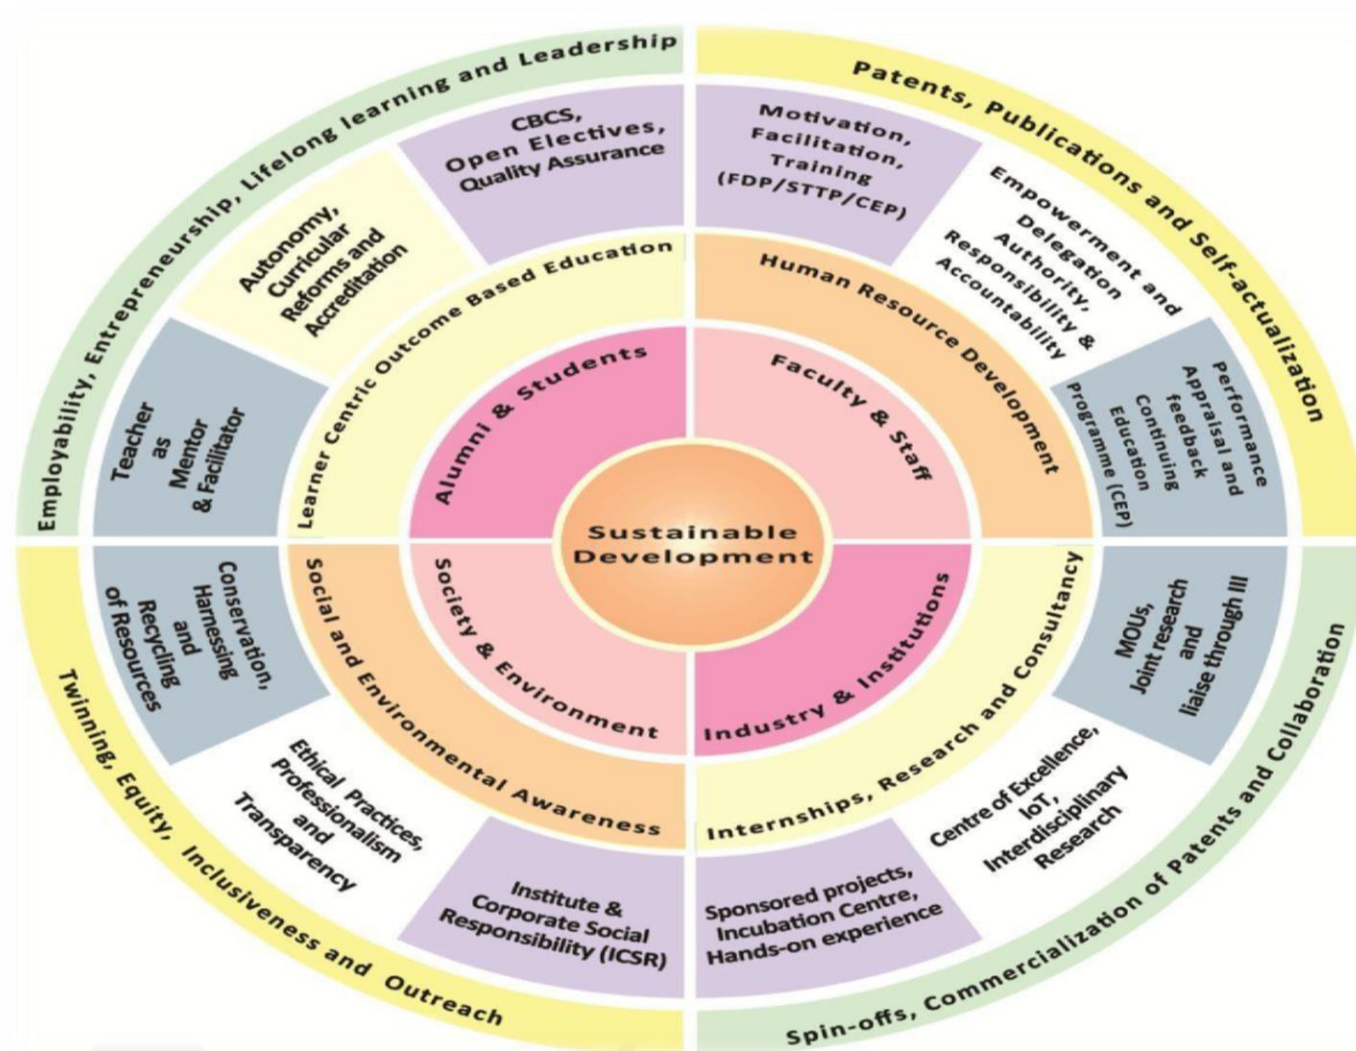 Employability, Entrepreneurship, Lifelong learning and Leadership
CBCS,
Open Electives,
Quality Assurance
Autonomy,
Curricular
Reforms and
Accreditation
Teacher
as
Mentor
& Facilitator
Learner Centric Outcome Based Education
Alumni & Students
Patents, Publications and Self-actualization
Motivation,
Facilitation,
Training
(FDP/STTP/CEP)
Empowerment and
Delegation
Authority,
Responsibility &
Accountability
Performance
Appraisal and
feedback
Continuing
Education
Programme (CEP)
Human Resource Development
Faculty & Staff
Sustainable
Development
Society & Environment
Social and Environmental Awareness
Conservation,
Harnessing
and
Recycling
of Resources
Ethical Practices,
Professionalism
and
Transparency
Institute &
Corporate Social
Responsibility (ICSR)
Twinning, Equity, Inclusiveness and Outreach
Industry & Institutions
Internships, Research and Consultancy
MOUs,
Joint research
and
liaise through III
Centre of Excellence,
IoT,
Interdisciplinary
Research
Sponsored projects,
Incubation Centre,
Hands-on experience
Spin-offs, Commercialization of Patents and Collaboration